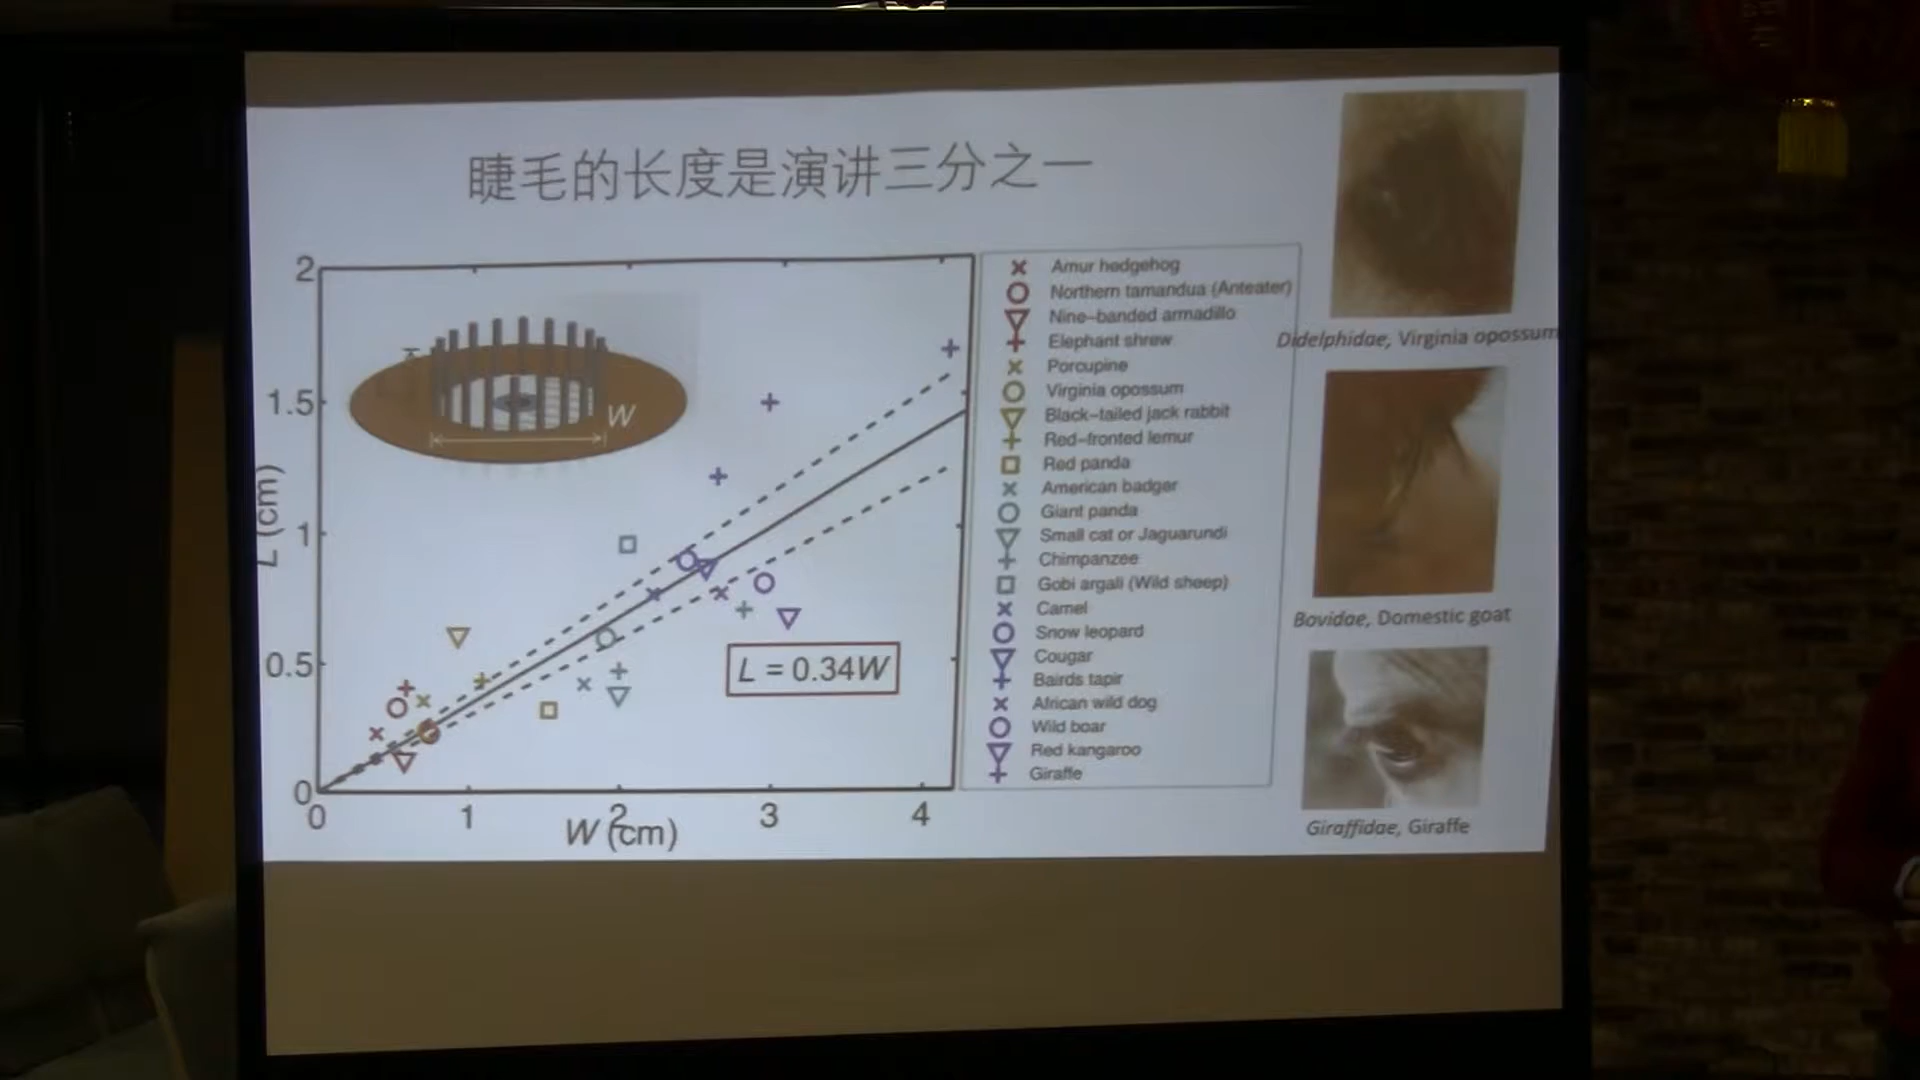 睫毛的长度是演讲三分之一
2
1.5
1
0.5
0
L (cm)
W
L = 0.34W
0
1
2
3
4
W (cm)
Amur hedgehog
Northern tamandua (Anteater)
Nine-banded armadillo
Elephant shrew
Porcupine
Virginia opossum
Black-tailed jack rabbit
Red-fronted lemur
Red panda
American badger
Giant panda
Small cat or Jaguarundi
Chimpanzee
Gobi argali (Wild sheep)
Camel
Snow leopard
Cougar
Bairds tapir
African wild dog
Wild boar
Red kangaroo
Giraffe
Didelphidae, Virginia opossum
Bovidae, Domestic goat
Giraffidae, Giraffe